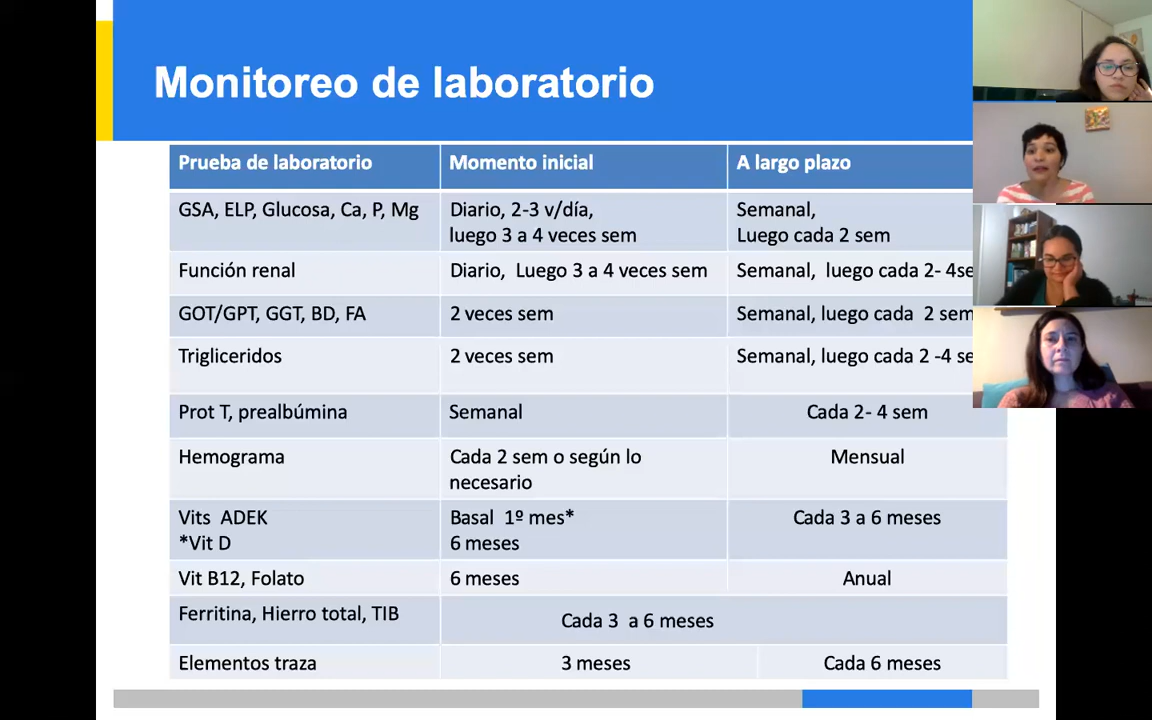 Monitoreo de laboratorio
Prueba de laboratorio Momento inicial A largo plazo
GSA, ELP, Glucosa, Ca, P, Mg Diario, 2-3 v/día, Semanal,
luego 3 a 4 veces sem Luego cada 2 sem
Función renal Diario, Luego 3 a 4 veces sem Semanal, luego cada 2- 4se
GOT/GPT, GGT, BD, FA 2 veces sem Semanal, luego cada 2 sem
Trigliceridos 2 veces sem Semanal, luego cada 2 -4 se
Prot T, prealbúmina Semanal Cada 2- 4 sem
Hemograma Cada 2 sem o según lo Mensual
necesario
Vits ADEK Basal 1º mes* Cada 3 a 6 meses
*Vit D 6 meses
Vit B12, Folato 6 meses Anual
Ferritina, Hierro total, TIB Cada 3 a 6 meses
Elementos traza 3 meses Cada 6 meses